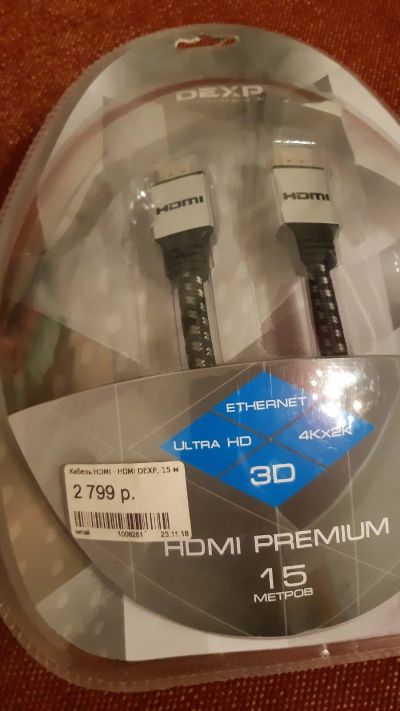 DEXP
HDMI
HDMI
ETHERNET
ULTRA HD
4Kx2K
3D
Кабель HDMI - HDMI DEXP, 15 м
2 799 р.
китай 1008281 23.11.18
HDMI PREMIUM
15
МЕТРОВ